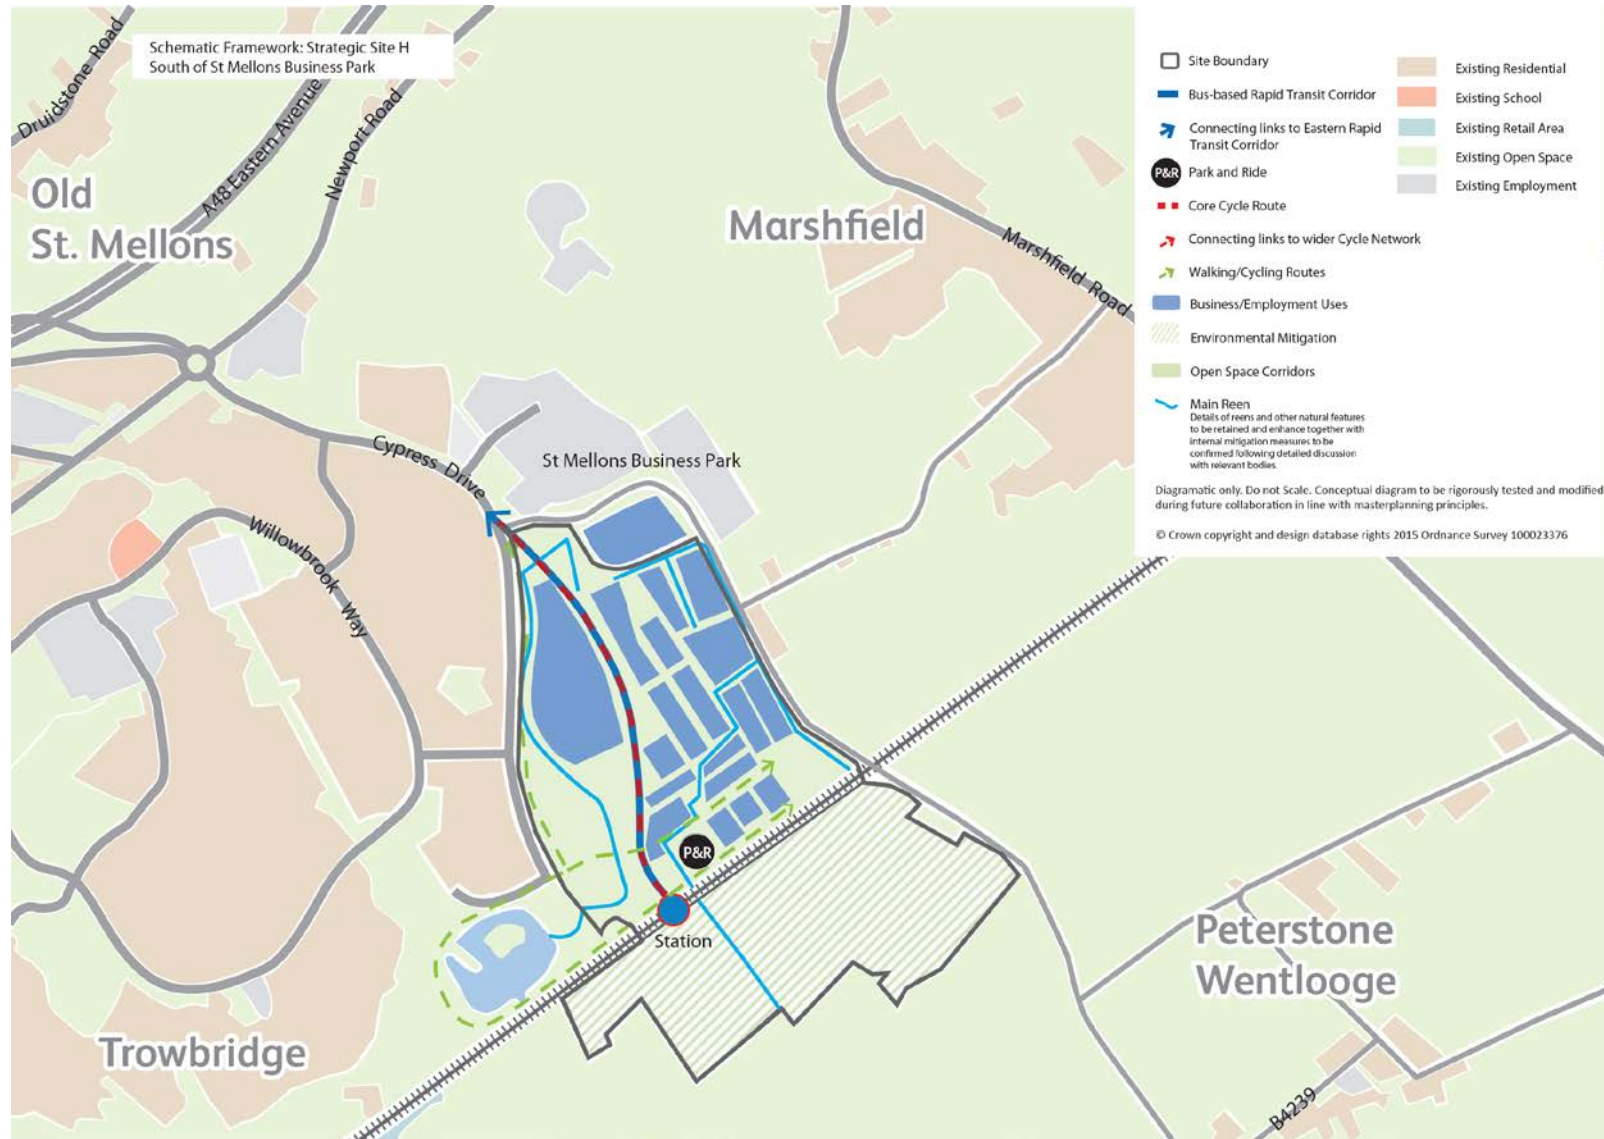 Schematic Framework: Strategic Site H
South of St Mellons Business Park
Druidstone Road
A48 Eastern Avenue
Newport Road
Old
St. Mellons
Marshfield
Marshfield Road
Cypress Drive
St Mellons Business Park
Willowbrook Way
P&R
Station
Peterstone
Wentlooge
Trowbridge
B4239
Site Boundary
Bus-based Rapid Transit Corridor
Connecting links to Eastern Rapid
Transit Corridor
P&R
Park and Ride
Core Cycle Route
Connecting links to wider Cycle Network
Walking/Cycling Routes
Business/Employment Uses
Environmental Mitigation
Open Space Corridors
Main Reen
Details of reens and other natural features
to be retained and enhance together with
internal mitigation measures to be
confirmed following detailed discussion
with relevant bodies.
Existing Residential
Existing School
Existing Retail Area
Existing Open Space
Existing Employment
Diagramatic only. Do not Scale. Conceptual diagram to be rigorously tested and modified
during future collaboration in line with masterplanning principles.
© Crown copyright and design database rights 2015 Ordnance Survey 100023376